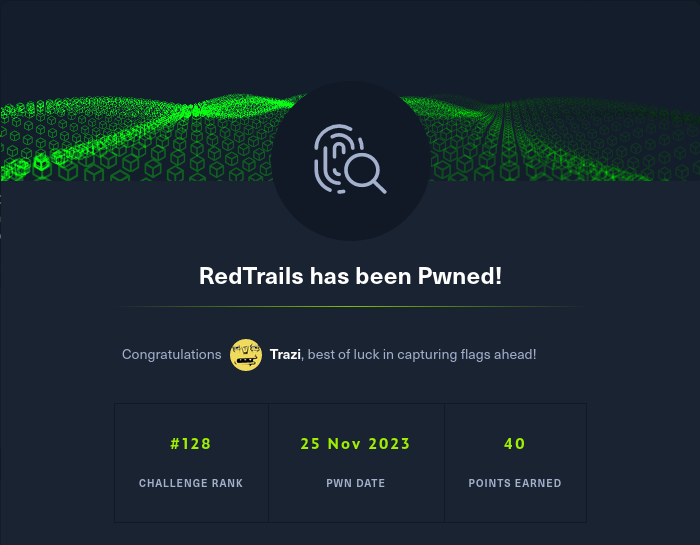 RedTrails has been Pwned!
Congratulations Trazi, best of luck in capturing flags ahead!
#128 25 Nov 2023 40
CHALLENGE RANK PWN DATE POINTS EARNED